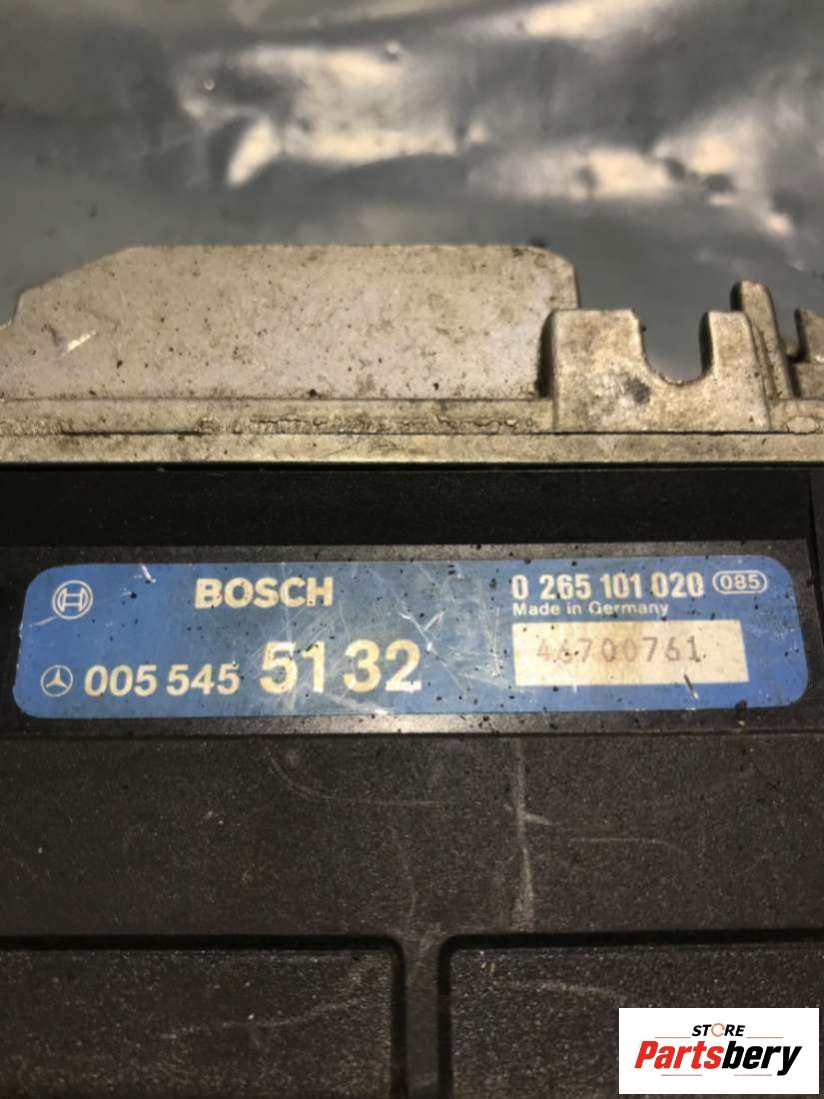 BOSCH
0 265 101 020 085
Made in Germany
46700761
005 545 51 32
STORE
Partsbery